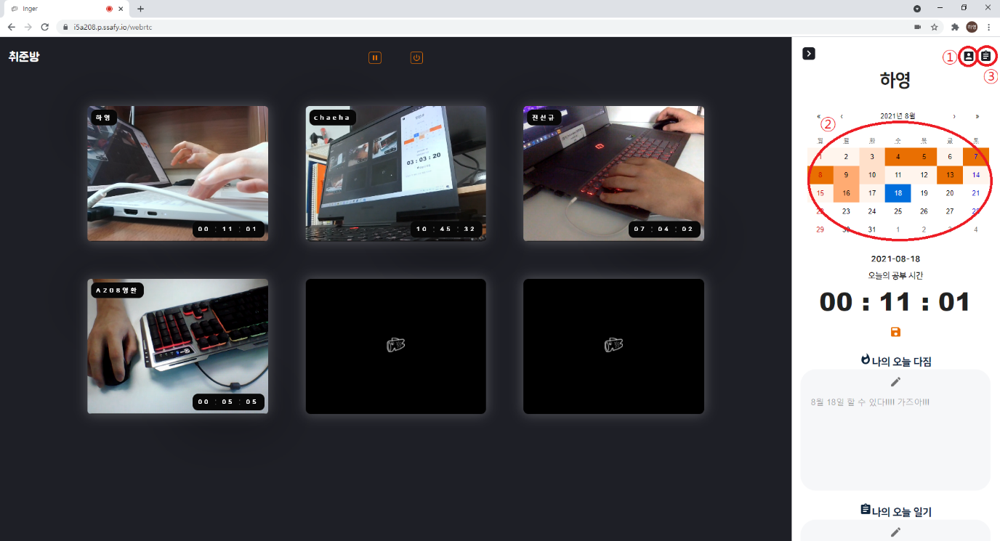 Inger
i5a208.p.ssafy.io/webrtc
하영
취준방
① ③
하영
하영
chaeha
전선규
00 : 11 : 01
10 : 45 : 32
07 : 04 : 02
03 : 03 : 20
A208영환
00 : 05 : 05
« ‹ 2021년 8월 › »
②
일 월 화 수 목 금 토
1 2 3 4 5 6 7
8 9 10 11 12 13 14
15 16 17 18 19 20 21
22 23 24 25 26 27 28
29 30 31 1 2 3 4
2021-08-18
오늘의 공부 시간
00 : 11 : 01
나의 오늘 다짐
8월 18일 할 수 있다!!!! 가즈아!!!
나의 오늘 일기